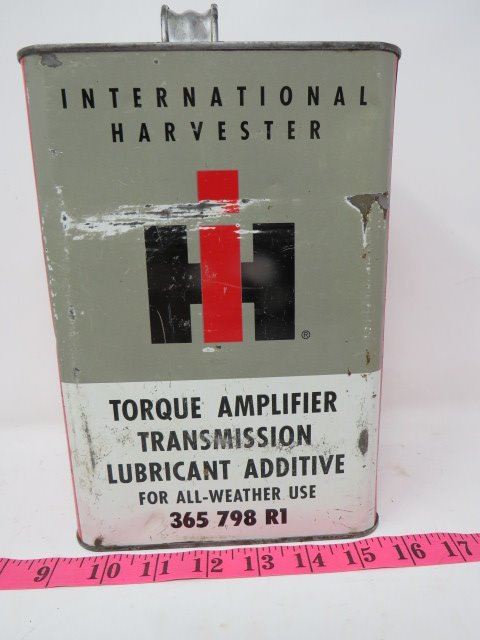 INTERNATIONAL
HARVESTER
IH
®
TORQUE AMPLIFIER
TRANSMISSION
LUBRICANT ADDITIVE
FOR ALL-WEATHER USE
365 798 R1
9 10 11 12 13 14 15 16 17